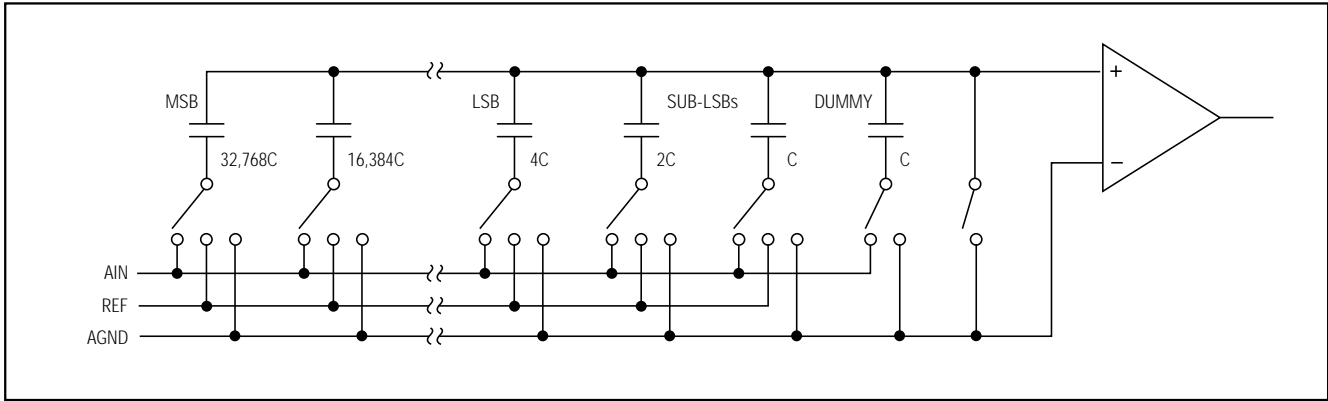 MSB
LSB
SUB-LSBs
DUMMY
32,768C
16,384C
4C
2C
C
C
AIN
REF
AGND
+
−